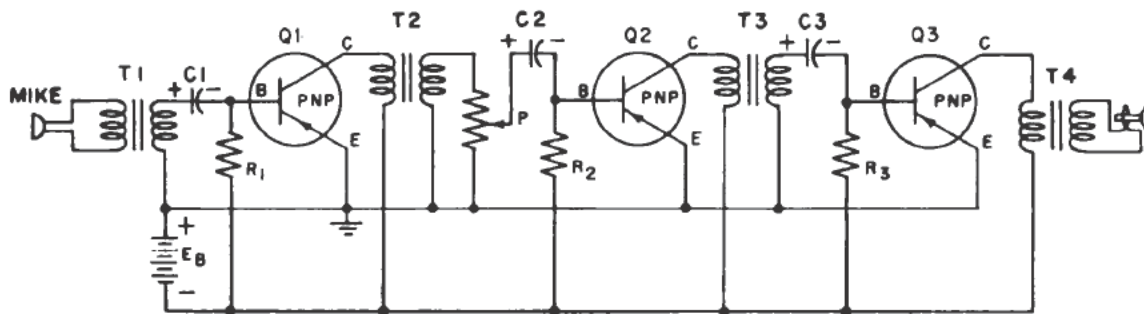 T2
C2
T3
C3
Q1
Q2
Q3
C
C
C
T1
+ C1 -
+ -
+ -
T4
MIKE
B
PNP
P
B
PNP
B
PNP
E
E
E
R1
R2
R3
+
EB
-